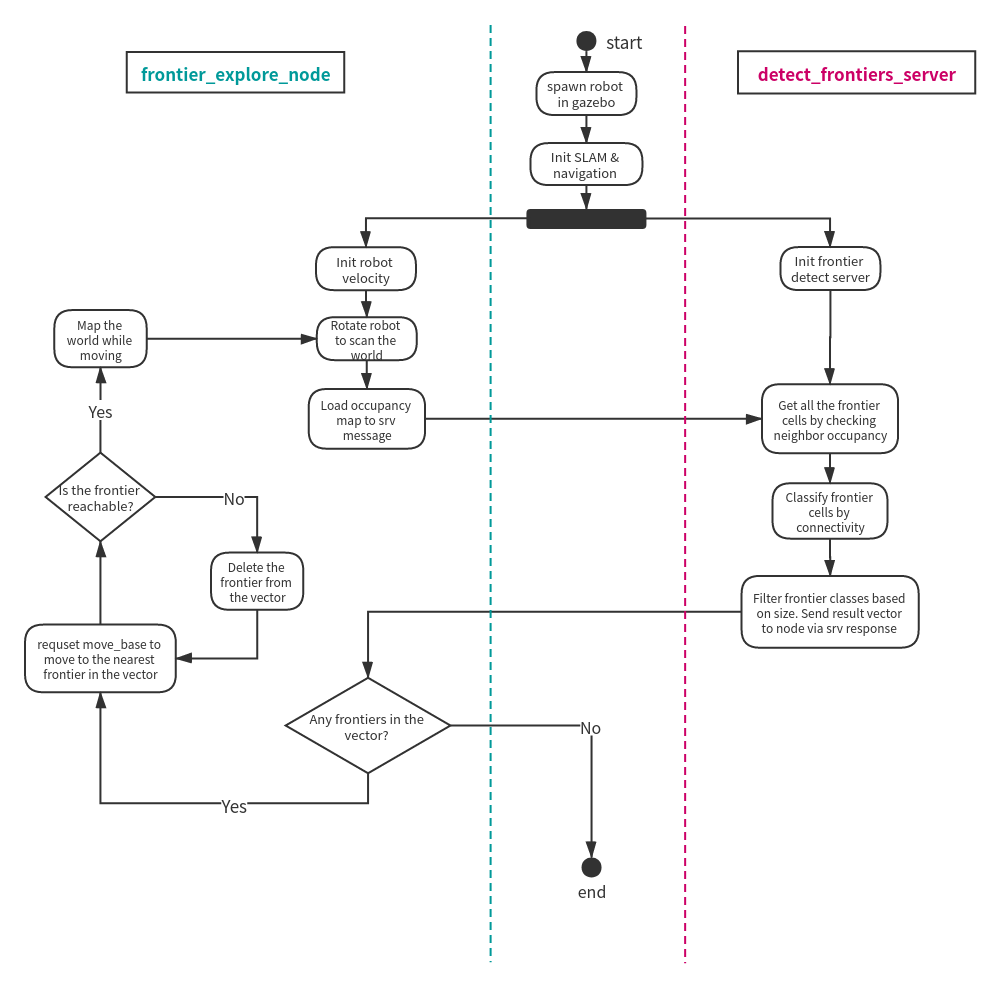 frontier_explore_node
start
detect_frontiers_server
spawn robot
in gazebo
Init SLAM &
navigation
Init robot
velocity
Init frontier
detect server
Map the
world while
moving
Rotate robot
to scan the
world
Yes
Load occupancy
map to srv
message
Get all the frontier
cells by checking
neighbor occupancy
Is the frontier
reachable?
No
Classify frontier
cells by
connectivity
Delete the
frontier from
the vector
Filter frontier classes based
on size. Send result vector
to node via srv response
requset move_base to
move to the nearest
frontier in the vector
Any frontiers in the
vector?
No
Yes
end